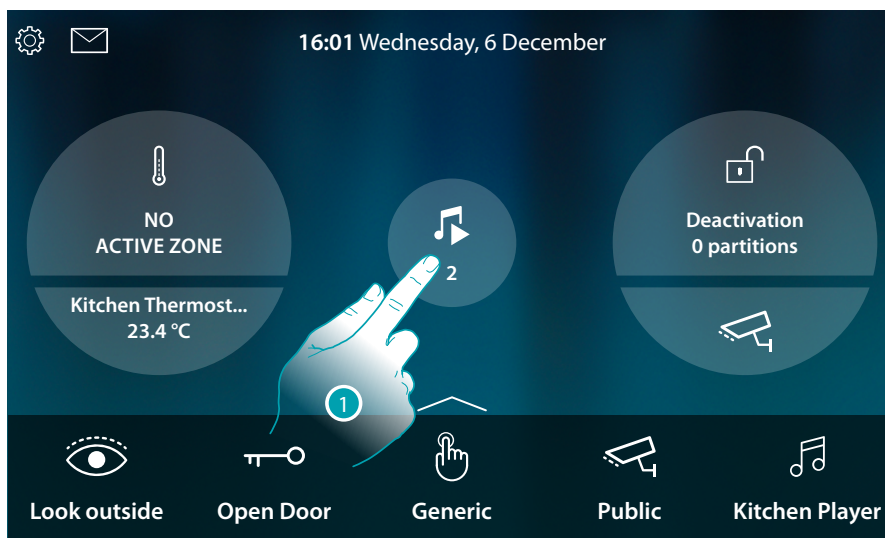 16:01 Wednesday, 6 December
NO
ACTIVE ZONE
Kitchen Thermost...
23.4 °C
2
1
Deactivation
0 partitions
Look outside
Open Door
Generic
Public
Kitchen Player